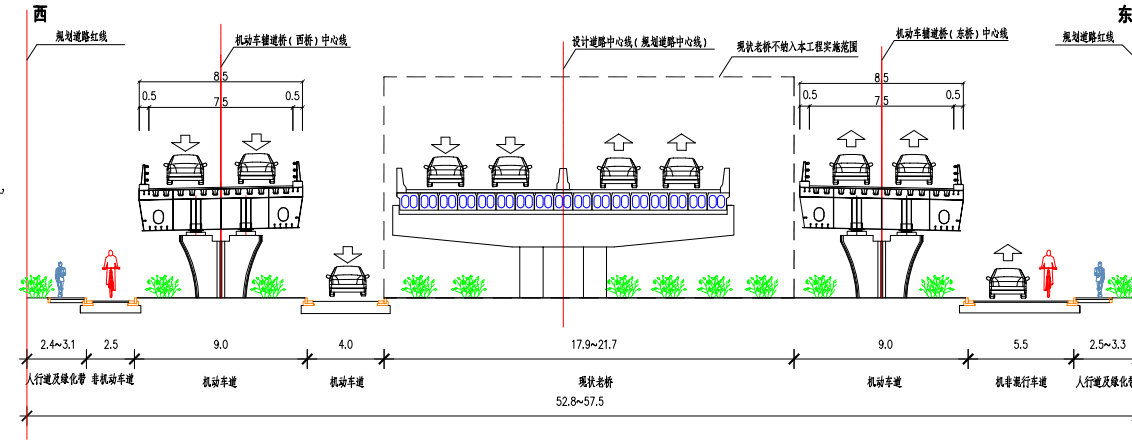 西
东
规划道路红线
机动车辅道桥(西桥)中心线
设计道路中心线(规划道路中心线)
现状老桥不纳入本工程实施范围
机动车辅道桥(东桥)中心线
规划道路红线
8.5
0.5
7.5
0.5
8.5
0.5
7.5
0.5
2.4~3.1
2.5
9.0
4.0
17.9~21.7
9.0
5.5
2.5~3.3
人行道及绿化带
非机动车道
机动车道
机动车道
现状老桥
机动车道
机非混行车道
人行道及绿化带
52.8~57.5